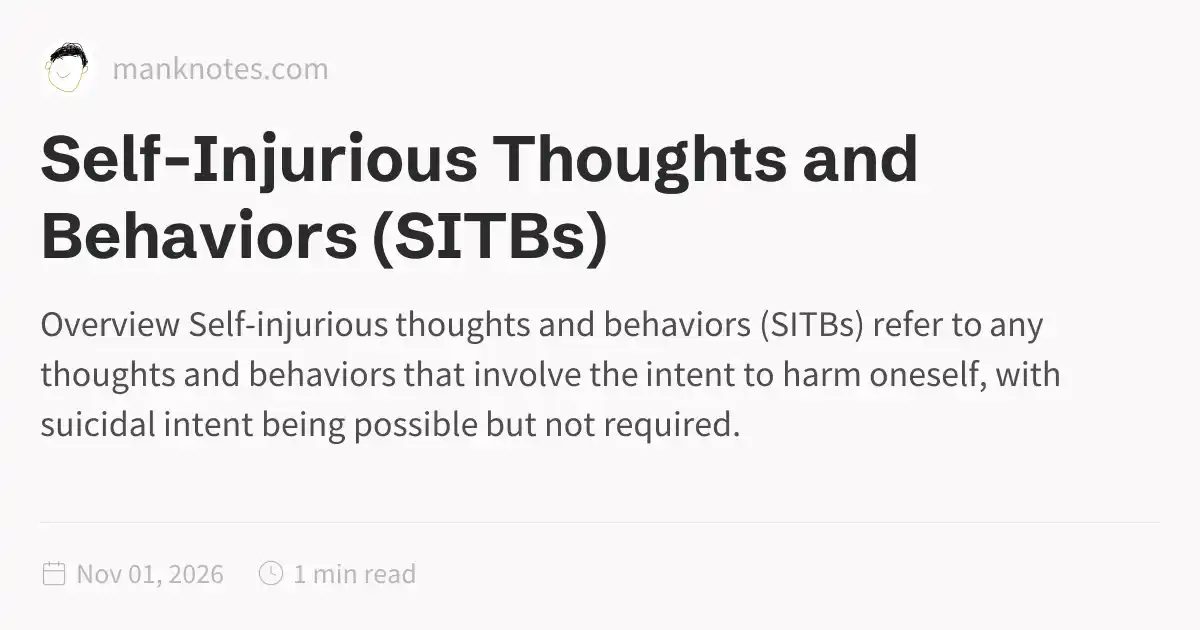 manknotes.com
Self-Injurious Thoughts and
Behaviors (SITBs)
Overview Self-injurious thoughts and behaviors (SITBs) refer to any
thoughts and behaviors that involve the intent to harm oneself, with
suicidal intent being possible but not required.
Nov 01, 2026 1 min read